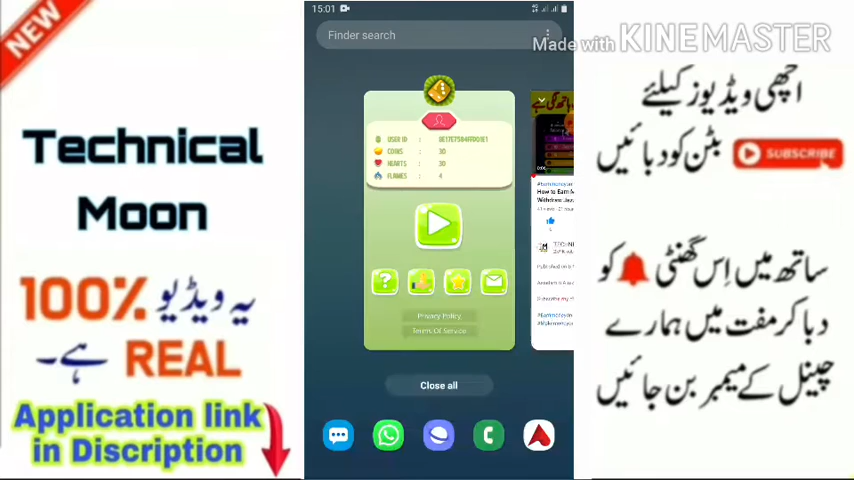 NEW
Technical
Moon
100% یہ ویڈیو
REAL ہے۔
Application link
in Discription
15:01
Finder search
USER ID :
COINS : 30
HEARTS : 30
FLAMES : 4
Privacy Policy
Terms Of Service
Close all
Made with KINEMASTER
اچھی ویڈیوز کیلئے
بٹن کو دبائیں SUBSCRIBE
ساتھ میں اِس گھنٹی کو
دبا کر مفت میں ہمارے
چینل کے میمبر بن جائیں